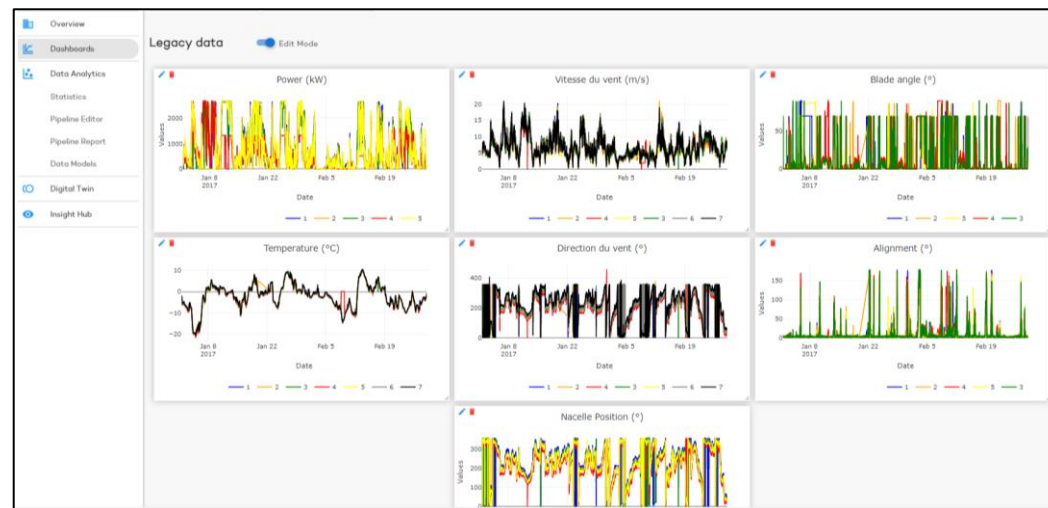 Overview
Dashboards
Data Analytics
Statistics
Pipeline Editor
Pipeline Report
Data Models
Digital Twin
Insight Hub
Legacy data
Edit Mode
Power (kW)
Values
2000
1000
0
Jan 8
2017
Jan 22
Feb 5
Feb 19
Date
1 2 3 4 5
Vitesse du vent (m/s)
Values
20
15
10
5
0
Jan 8
2017
Jan 22
Feb 5
Feb 19
Date
1 2 4 5 3 6 7
Blade angle (°)
Values
50
0
Jan 8
2017
Jan 22
Feb 5
Feb 19
Date
1 2 4 5 3
Temperature (°C)
Values
10
0
−10
−20
Jan 8
2017
Jan 22
Feb 5
Feb 19
Date
1 2 3 4 5 6 7
Direction du vent (°)
Values
400
200
0
Jan 8
2017
Jan 22
Feb 5
Feb 19
Date
1 2 4 3 5 6 7
Alignment (°)
Values
150
100
50
0
Jan 8
2017
Jan 22
Feb 5
Feb 19
Date
1 2 4 5 3
Nacelle Position (°)
Values
300
200
100
0